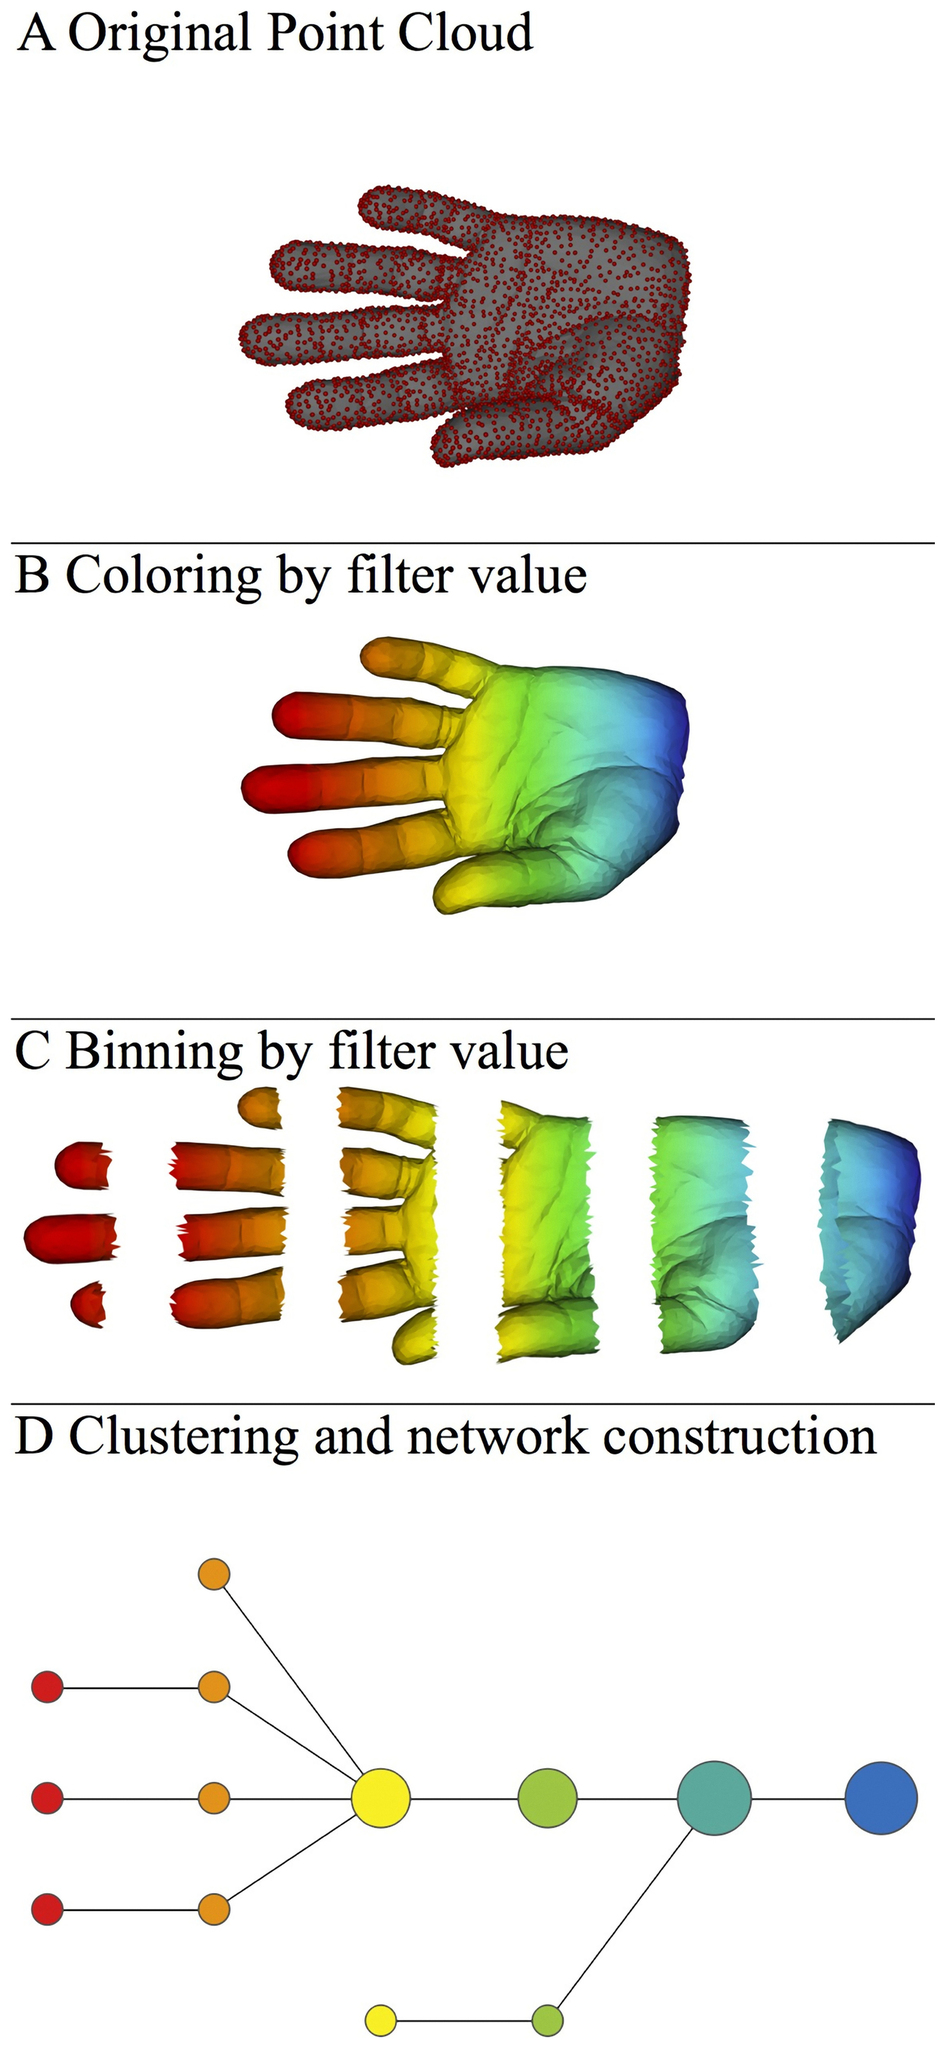 A Original Point Cloud
B Coloring by filter value
C Binning by filter value
D Clustering and network construction